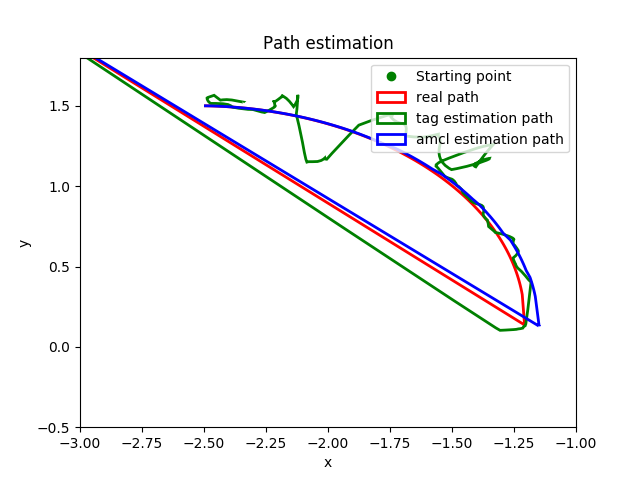 Path estimation
Starting point
real path
tag estimation path
amcl estimation path
y
1.5
1.0
0.5
0.0
−0.5
−3.00 −2.75 −2.50 −2.25 −2.00 −1.75 −1.50 −1.25 −1.00
x